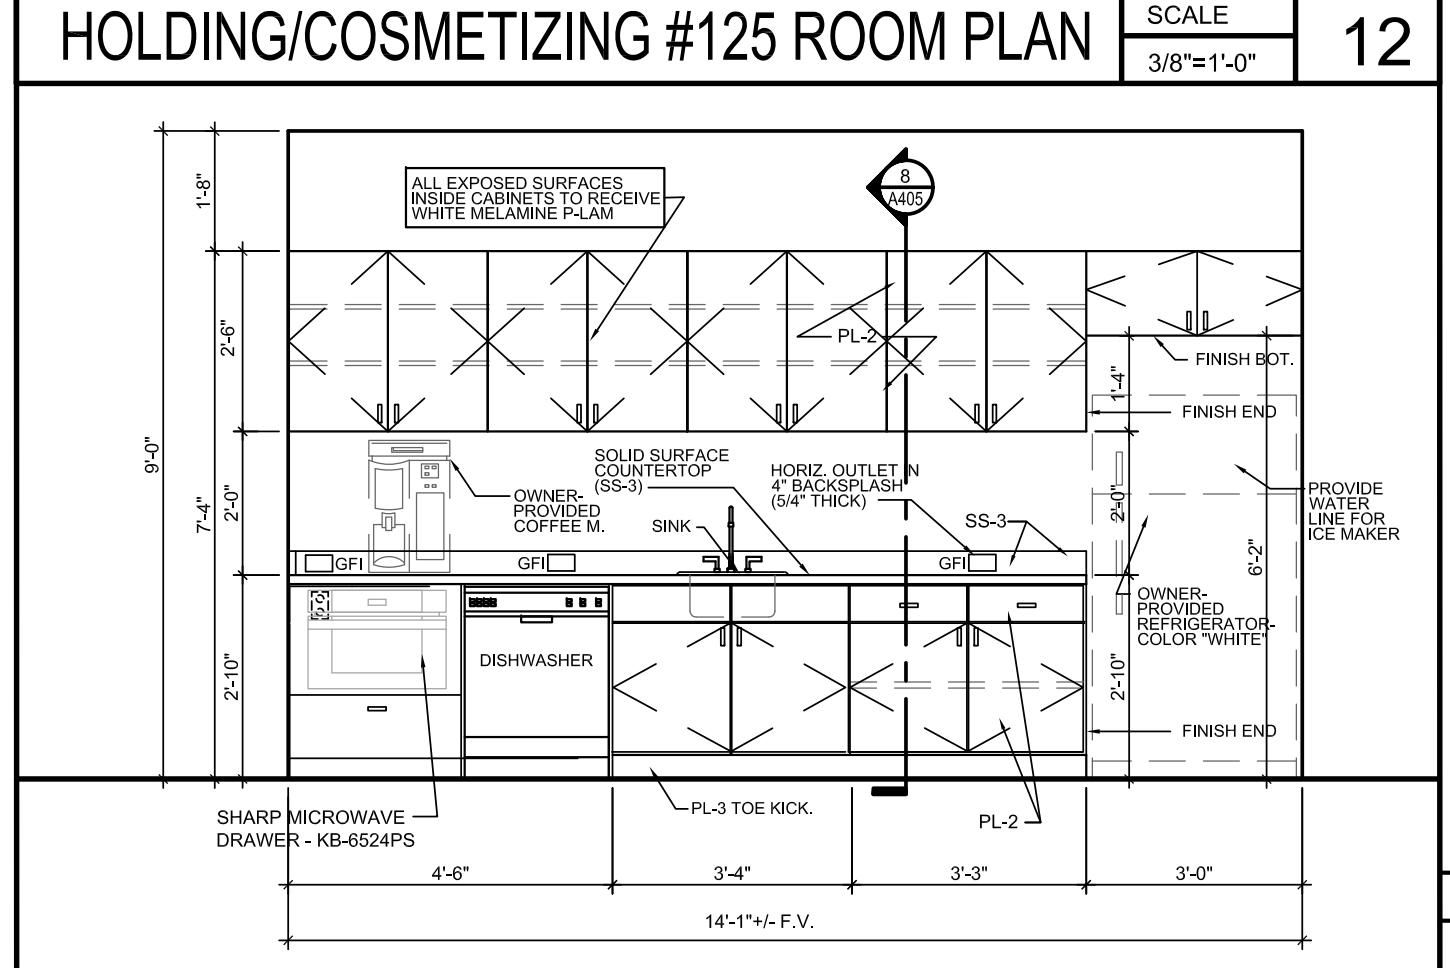 HOLDING/COSMETIZING #125 ROOM PLAN
SCALE
3/8"=1'-0"
12
ALL EXPOSED SURFACES
INSIDE CABINETS TO RECEIVE
WHITE MELAMINE P-LAM
8
A405
1'-8"
2'-6"
9'-0"
7'-4"
2'-0"
2'-10"
PL-2
FINISH BOT.
1'-4"
FINISH END
SOLID SURFACE
COUNTERTOP
(SS-3)
HORIZ. OUTLET IN
4" BACKSPLASH
(5/4" THICK)
OWNER-
PROVIDED
COFFEE M.
SINK
SS-3
2'-0"
PROVIDE
WATER
LINE FOR
ICE MAKER
6'-2"
GFI
GFI
GFI
OWNER-
PROVIDED
REFRIGERATOR-
COLOR "WHITE"
DISHWASHER
2'-10"
FINISH END
SHARP MICROWAVE
DRAWER - KB-6524PS
PL-3 TOE KICK.
PL-2
4'-6"
3'-4"
3'-3"
3'-0"
14'-1"+/- F.V.